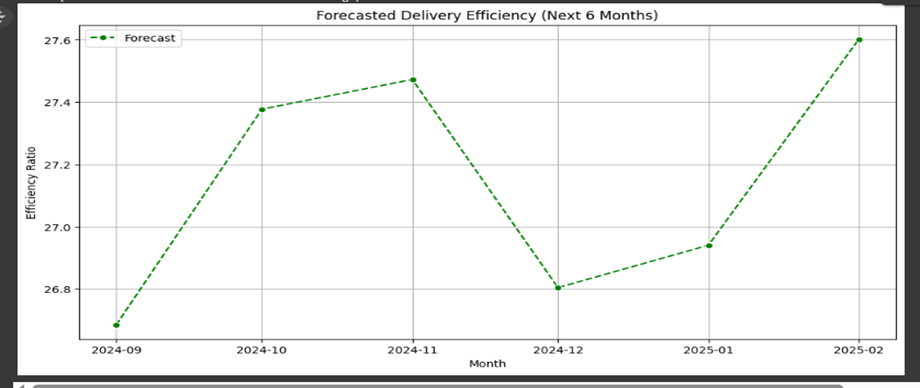 Forecasted Delivery Efficiency (Next 6 Months)
Forecast
27.6
27.4
27.2
27.0
26.8
Efficiency Ratio
2024-09 2024-10 2024-11 2024-12 2025-01 2025-02
Month